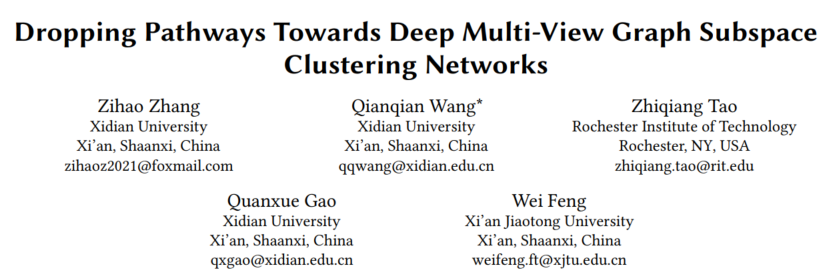 Dropping Pathways Towards Deep Multi-View Graph Subspace
Clustering Networks
Zihao Zhang
Xidian University
Xi'an, Shaanxi, China
zihaoz2021@foxmail.com
Qianqian Wang*
Xidian University
Xi'an, Shaanxi, China
qqwang@xidian.edu.cn
Zhiqiang Tao
Rochester Institute of Technology
Rochester, NY, USA
zhiqiang.tao@rit.edu
Quanxue Gao
Xidian University
Xi'an, Shaanxi, China
qxgao@xidian.edu.cn
Wei Feng
Xi'an Jiaotong University
Xi'an, Shaanxi, China
weifeng.ft@xjtu.edu.cn